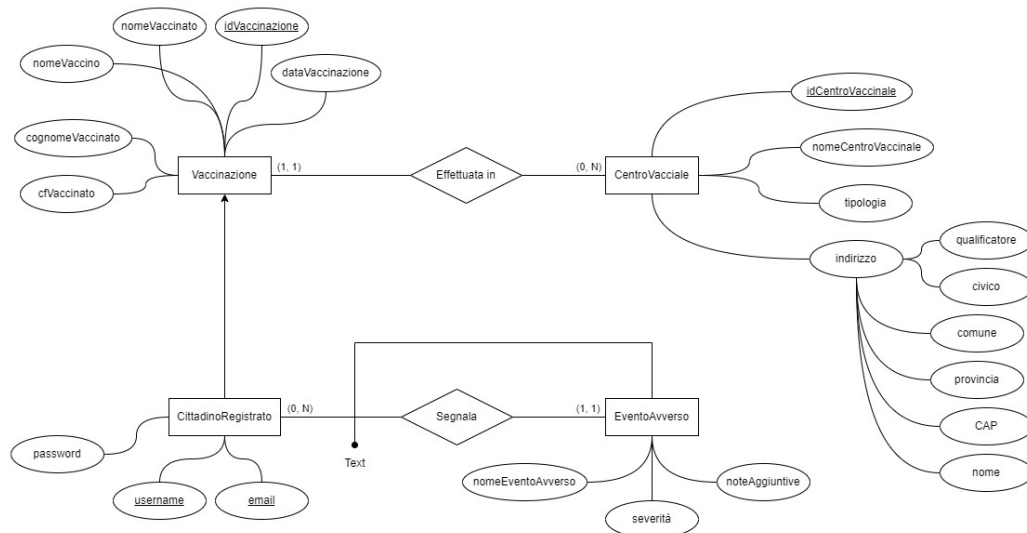 nomeVaccinato
idVaccinazione
nomeVaccino
dataVaccinazione
idCentroVaccinale
cognomeVaccinato
nomeCentroVaccinale
(1, 1)
(0, N)
Vaccinazione
Effettuata in
CentroVacciale
cfVaccinato
tipologia
qualificatore
indirizzo
civico
comune
provincia
(0, N)
(1, 1)
CittadinoRegistrato
Segnala
EventoAvverso
CAP
password
Text
nome
nomeEventoAvverso
noteAggiuntive
username
email
severità